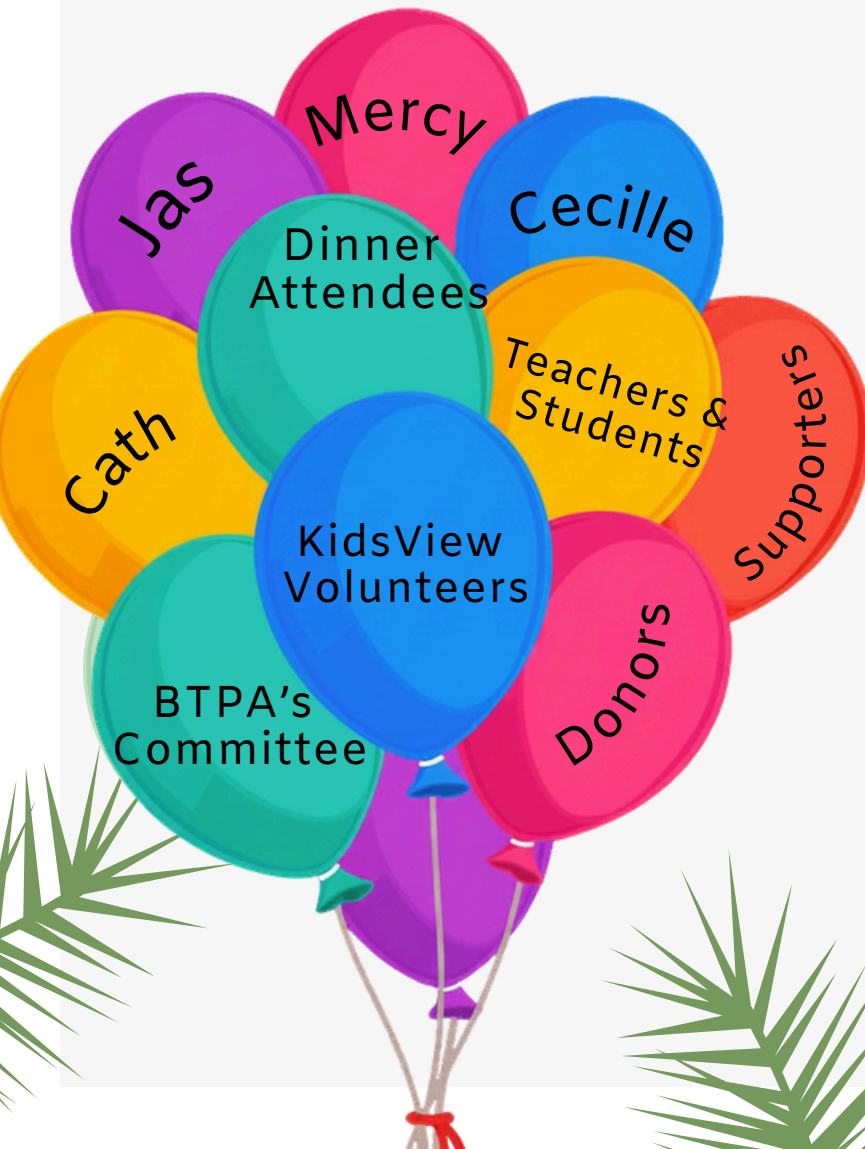 Mercy
Jas
Cecille
Dinner
Attendees
Teachers &
Students
Supporters
Cath
KidsView
Volunteers
Donors
BTPA’s
Committee